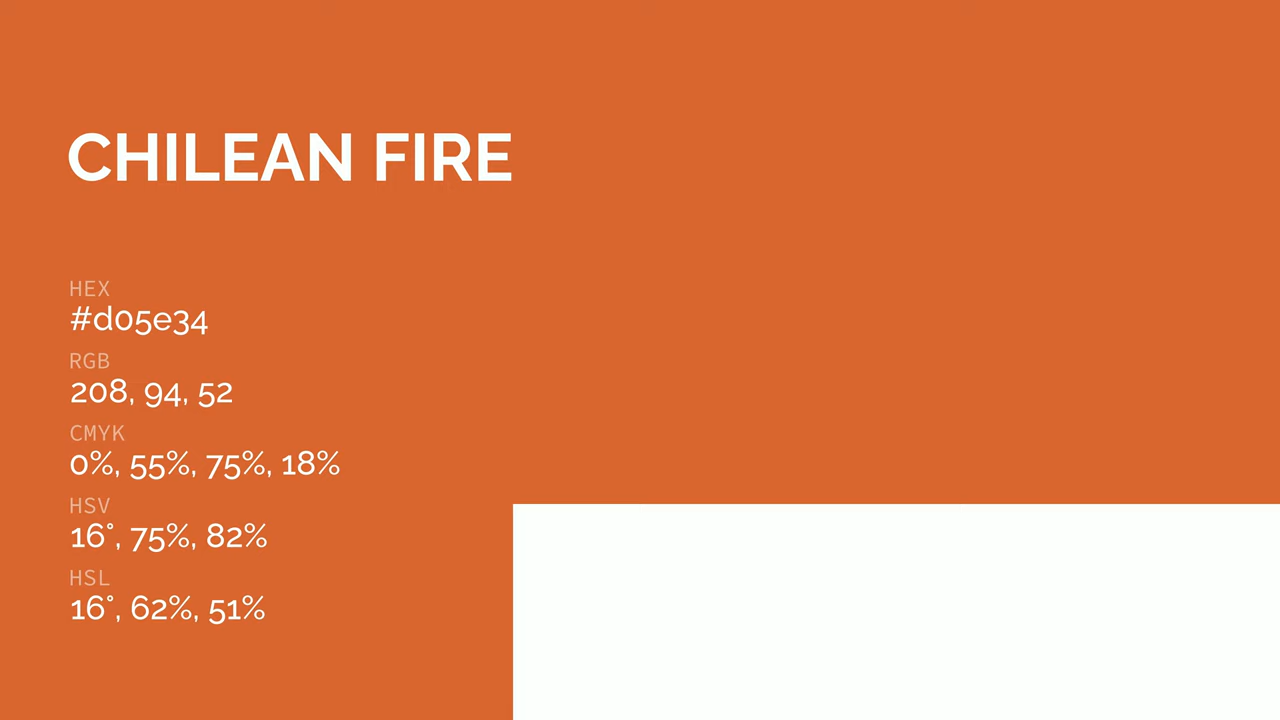 CHILEAN FIRE
HEX
#d05e34
RGB
208, 94, 52
CMYK
0%, 55%, 75%, 18%
HSV
16°, 75%, 82%
HSL
16°, 62%, 51%